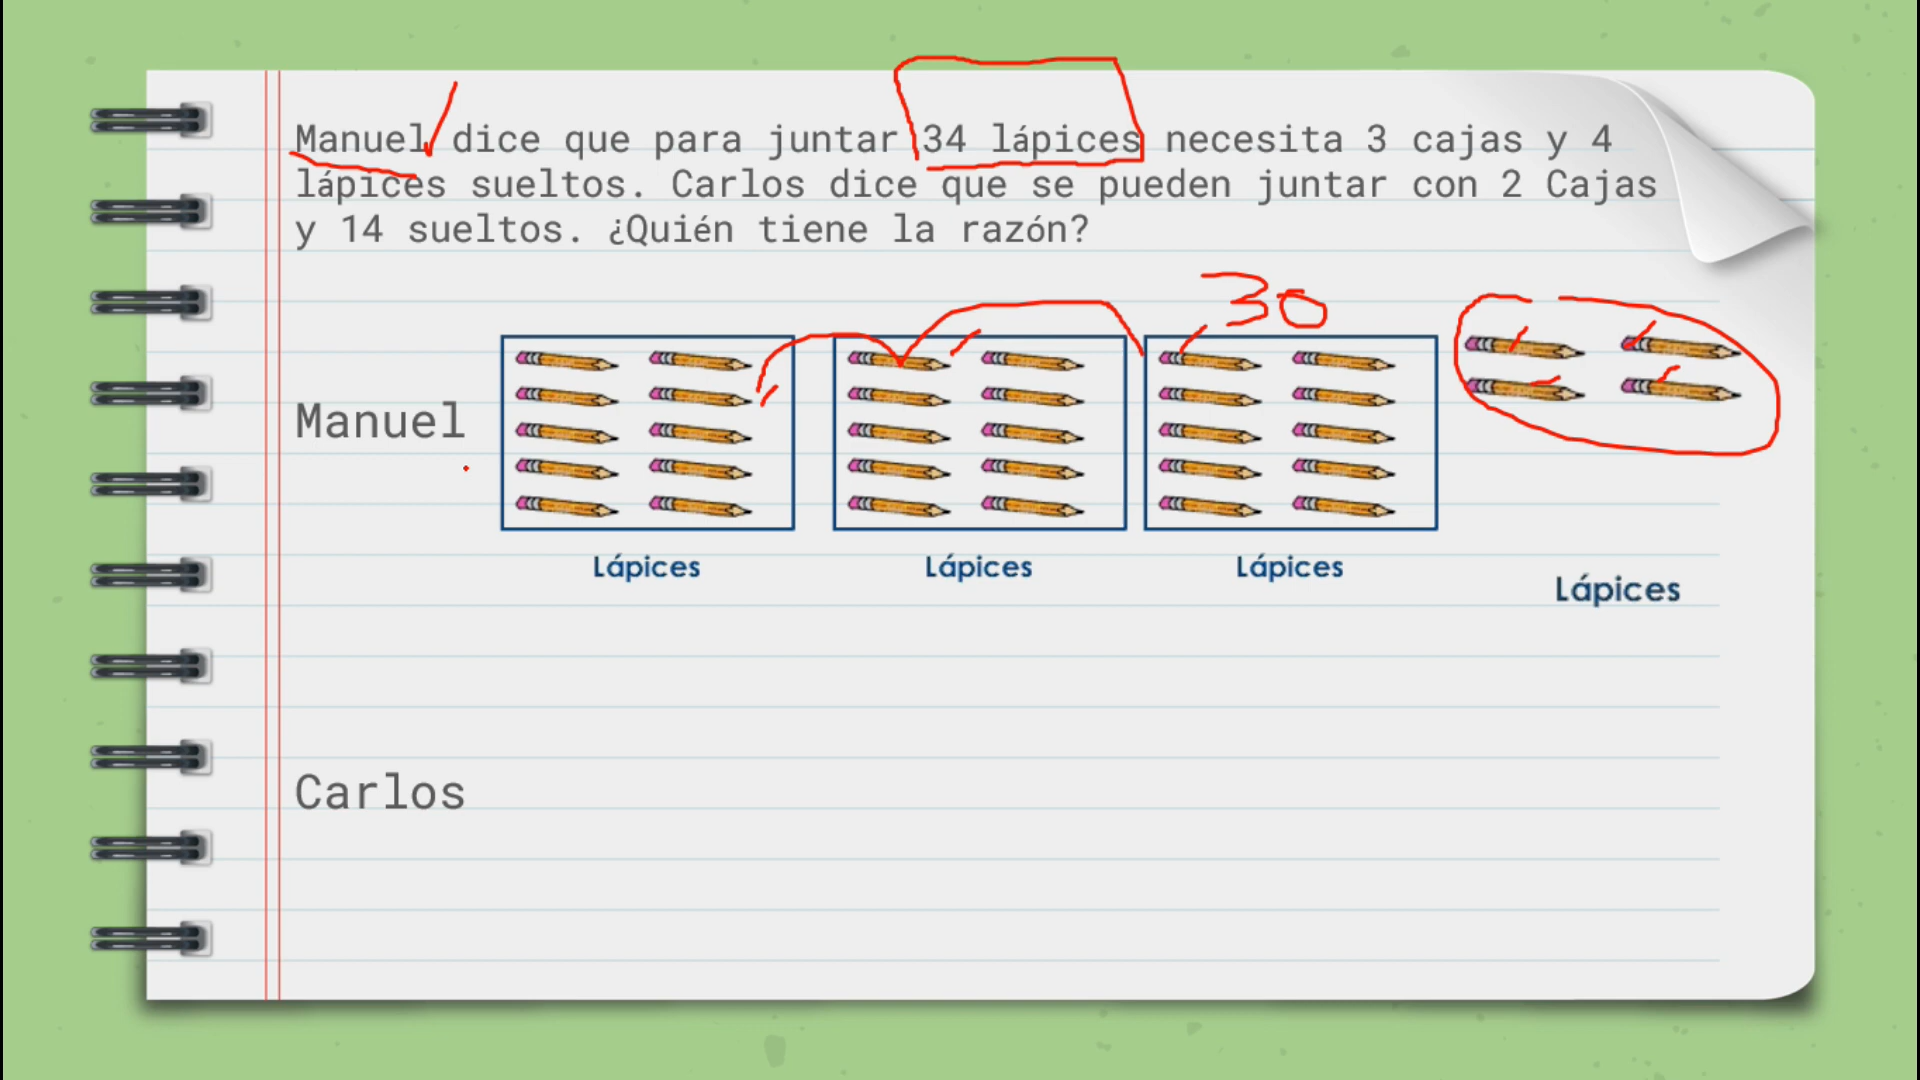 Manuel dice que para juntar 34 lápices necesita 3 cajas y 4
lápices sueltos. Carlos dice que se pueden juntar con 2 Cajas
y 14 sueltos. ¿Quién tiene la razón?
30
Manuel
Lápices
Lápices
Lápices
Lápices
Carlos